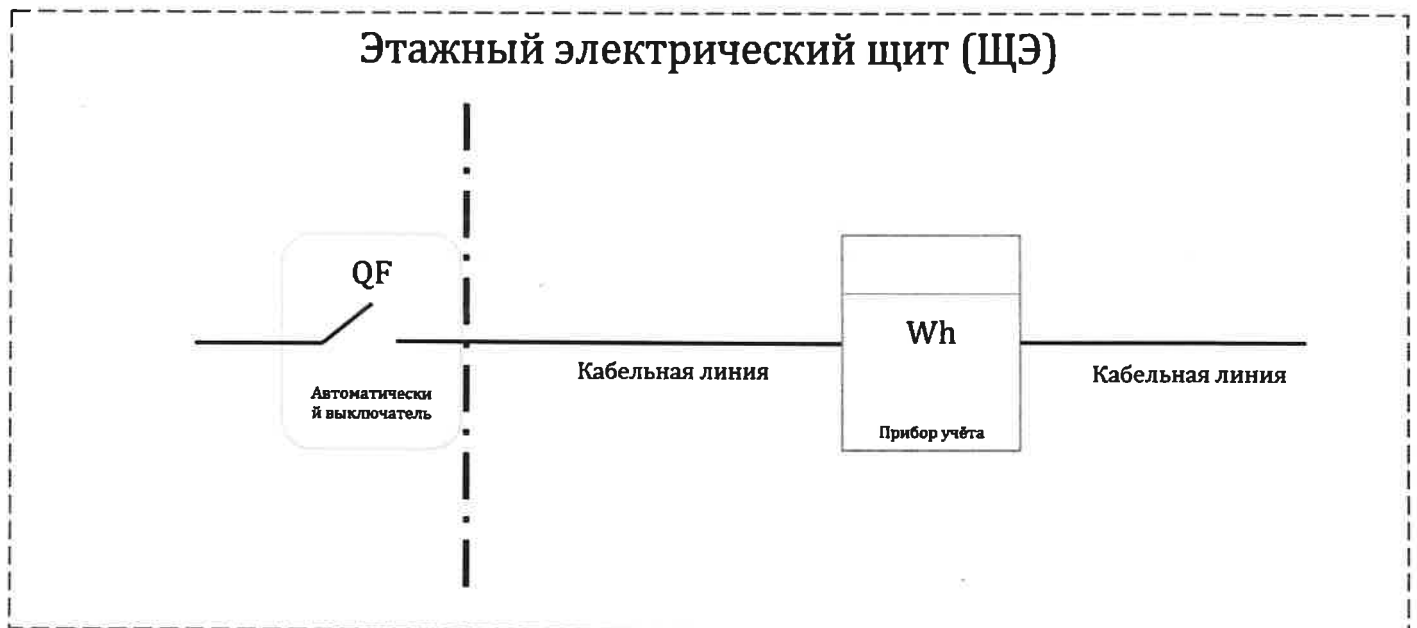 Этажный электрический щит (ЩЭ)
QF
Автоматически
й выключатель
Кабельная линия
Wh
Прибор учёта
Кабельная линия